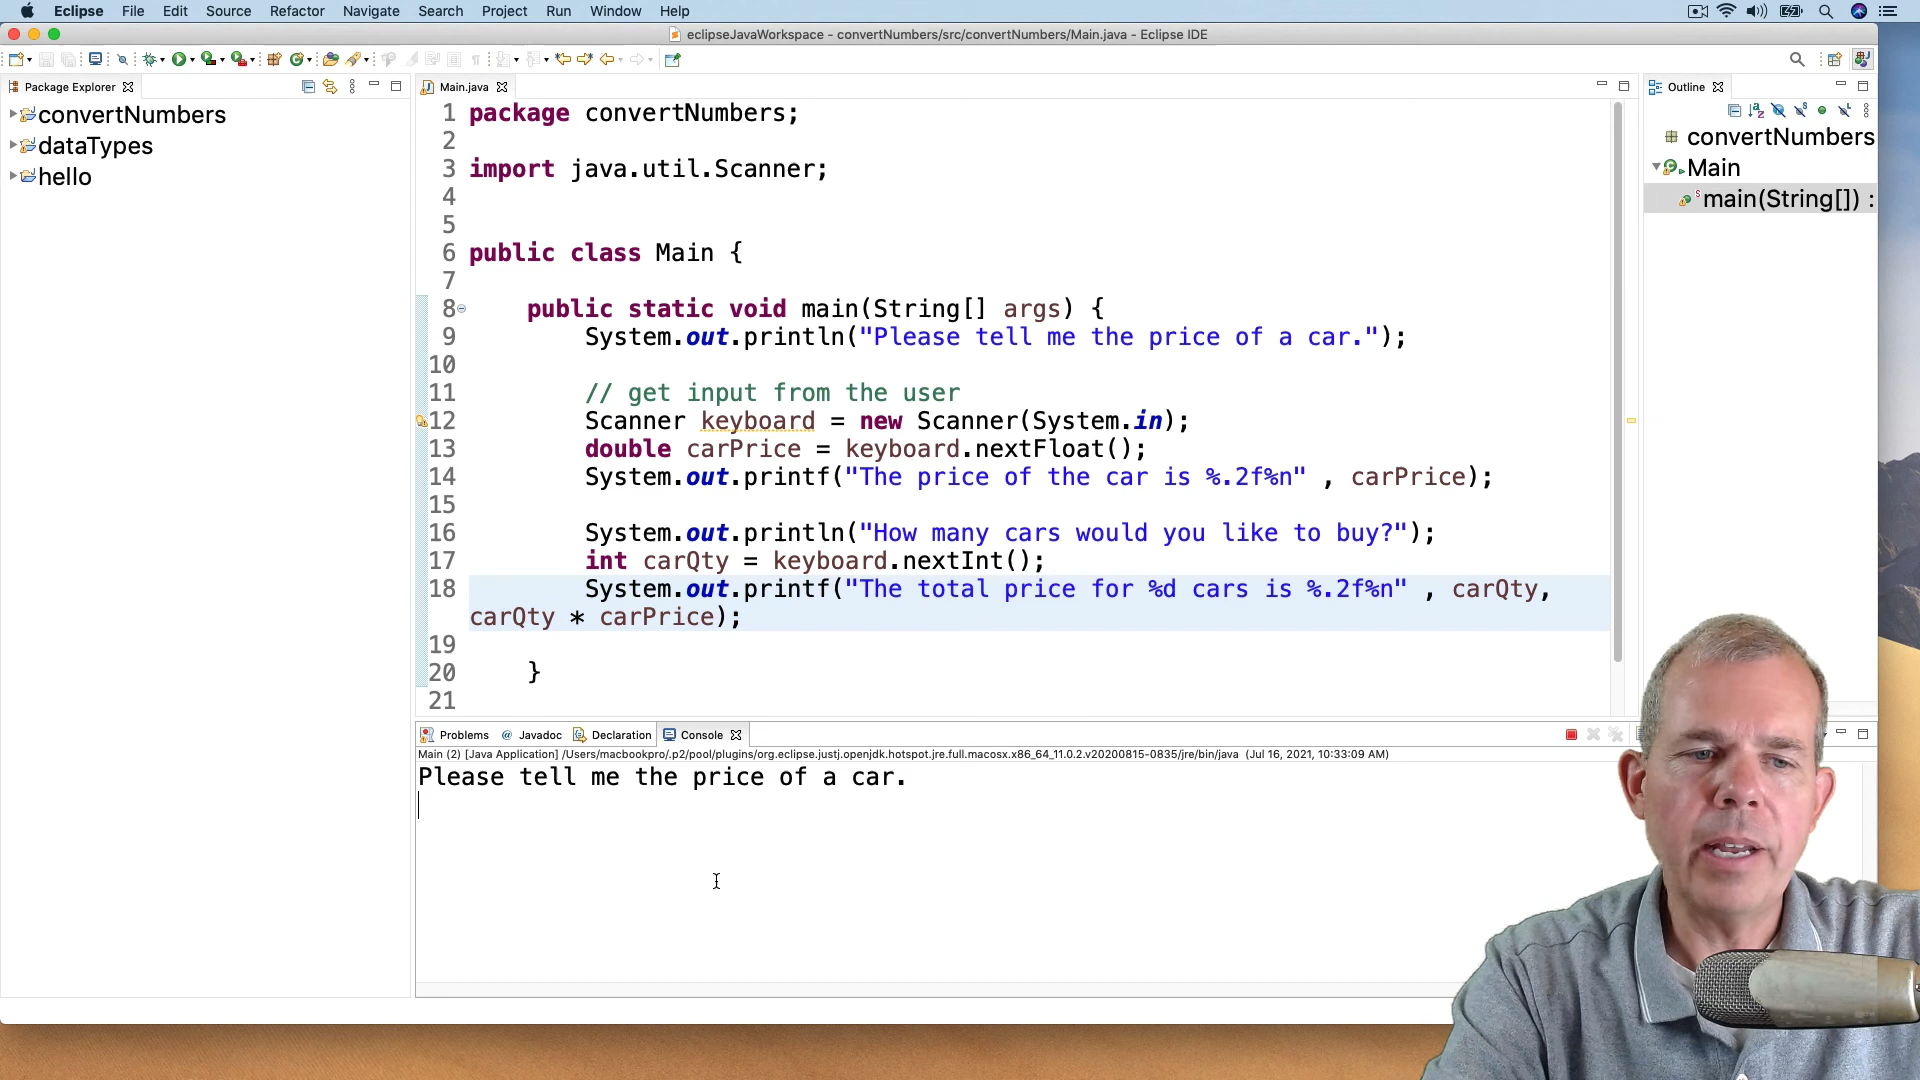 Eclipse File Edit Source Refactor Navigate Search Project Run Window Help
eclipseJavaWorkspace - convertNumbers/src/convertNumbers/Main.java - Eclipse IDE
Package Explorer
convertNumbers
dataTypes
hello
Main.java
1 package convertNumbers;
2
3 import java.util.Scanner;
4
5
6 public class Main {
7
8 public static void main(String[] args) {
9 System.out.println("Please tell me the price of a car.");
10
11 // get input from the user
12 Scanner keyboard = new Scanner(System.in);
13 double carPrice = keyboard.nextFloat();
14 System.out.printf("The price of the car is %.2f%n" , carPrice);
15
16 System.out.println("How many cars would you like to buy?");
17 int carQty = keyboard.nextInt();
18 System.out.printf("The total price for %d cars is %.2f%n" , carQty,
carQty * carPrice);
19
20 }
21
Outline
convertNumbers
Main
main(String[]) :
Problems @ Javadoc Declaration Console
Main (2) [Java Application] /Users/macbookpro/.p2/pool/plugins/org.eclipse.justj.openjdk.hotspot.jre.full.macosx.x86_64_11.0.2.v20200815-0835/jre/bin/java (Jul 16, 2021, 10:33:09 AM)
Please tell me the price of a car.